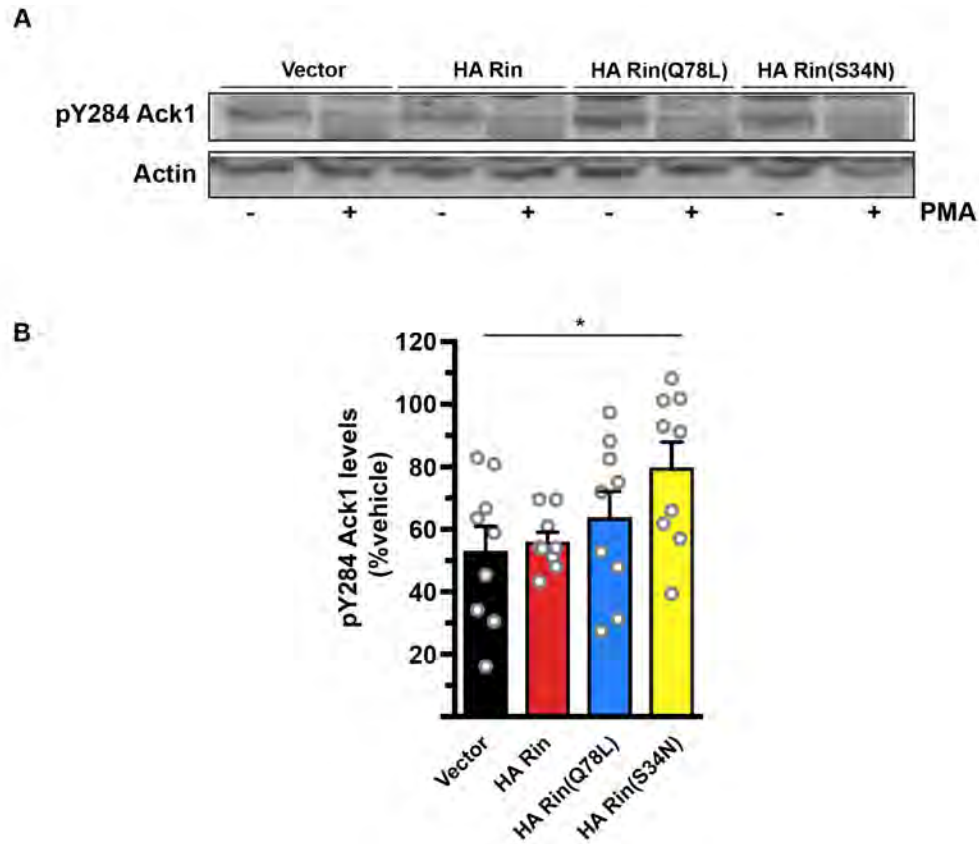 A
Vector HA Rin HA Rin(Q78L) HA Rin(S34N)
pY284 Ack1
Actin
- + - + - + - + PMA
B
*
120
100
80
60
40
20
pY284 Ack1 levels
(%vehicle)
Vector
HA Rin
HA Rin(Q78L)
HA Rin(S34N)